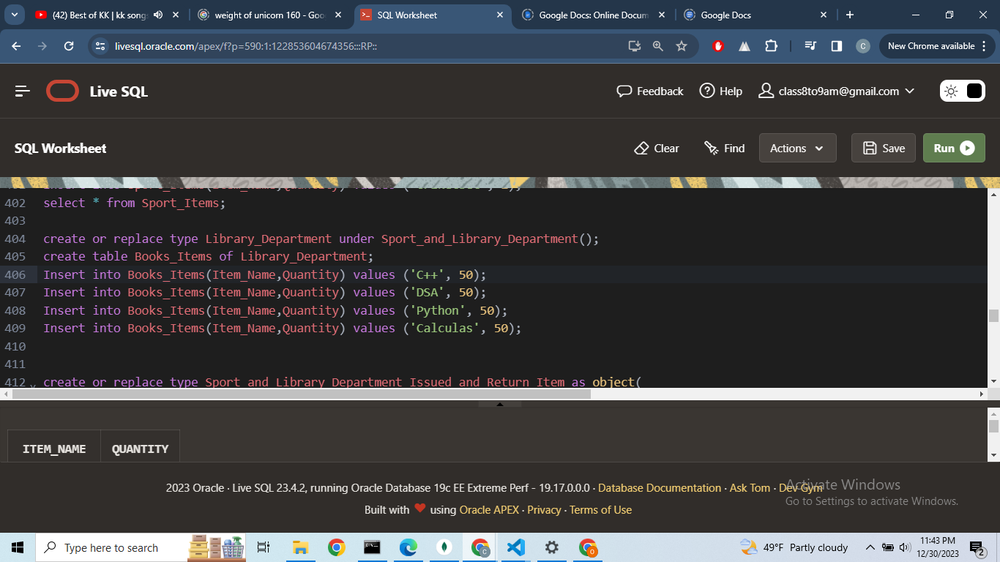 (42) Best of KK | kk songs
weight of unicorn 160 - Goo
SQL Worksheet
Google Docs: Online Docum
Google Docs
livesql.oracle.com/apex/f?p=590:1:122853604674356:::RP::
C
New Chrome available
Live SQL
Feedback
Help
class8to9am@gmail.com
SQL Worksheet
Clear
Find
Actions
Save
Run
402 select * from Sport_Items;
403
404 create or replace type Library_Department under Sport_and_Library_Department();
405 create table Books_Items of Library_Department;
406 Insert into Books_Items(Item_Name,Quantity) values ('C++', 50);
407 Insert into Books_Items(Item_Name,Quantity) values ('DSA', 50);
408 Insert into Books_Items(Item_Name,Quantity) values ('Python', 50);
409 Insert into Books_Items(Item_Name,Quantity) values ('Calculas', 50);
410
411
412 create or replace type Sport and Library Department Issued and Return Item as object(
ITEM_NAME QUANTITY
2023 Oracle · Live SQL 23.4.2, running Oracle Database 19c EE Extreme Perf - 19.17.0.0.0 · Database Documentation · Ask Tom · Dev Gym
Built with ❤ using Oracle APEX · Privacy · Terms of Use
Activate Windows
Go to Settings to activate Windows.
Type here to search
49°F Partly cloudy
11:43 PM
12/30/2023
2